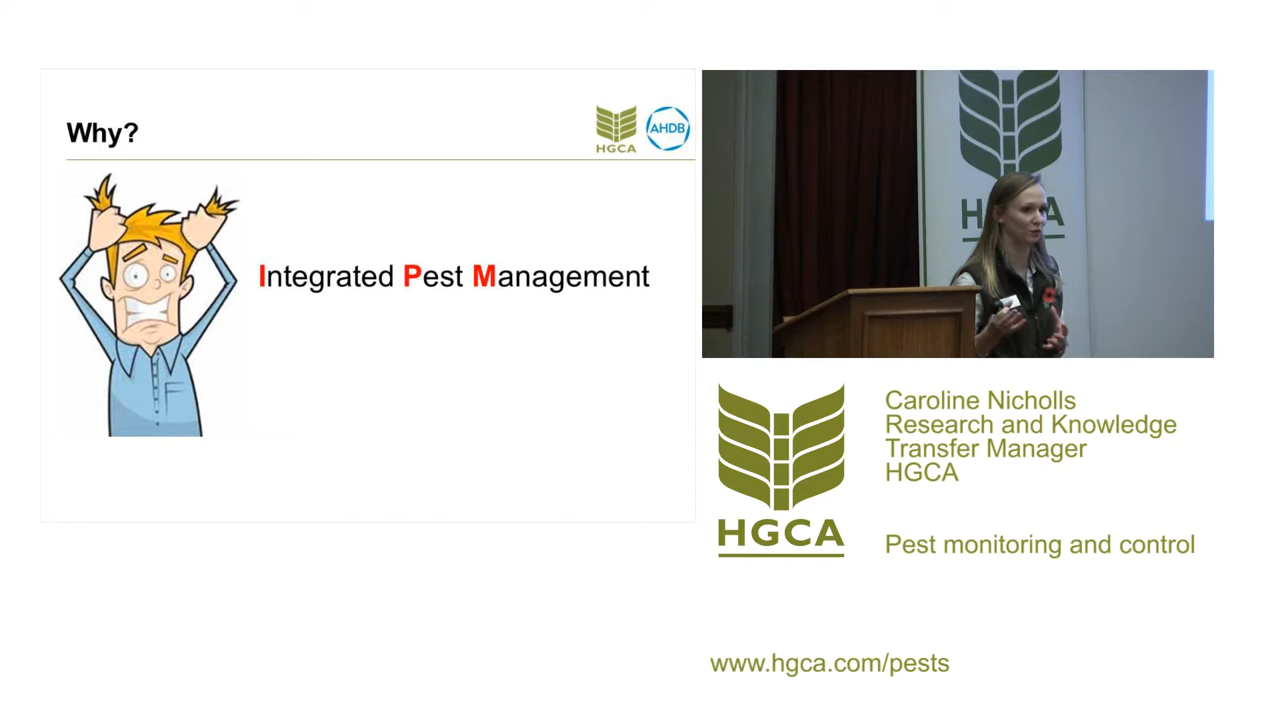 Why?
HGCA
AHDB
Integrated Pest Management
HGCA
HGCA
Caroline Nicholls
Research and Knowledge
Transfer Manager
HGCA
Pest monitoring and control
www.hgca.com/pests